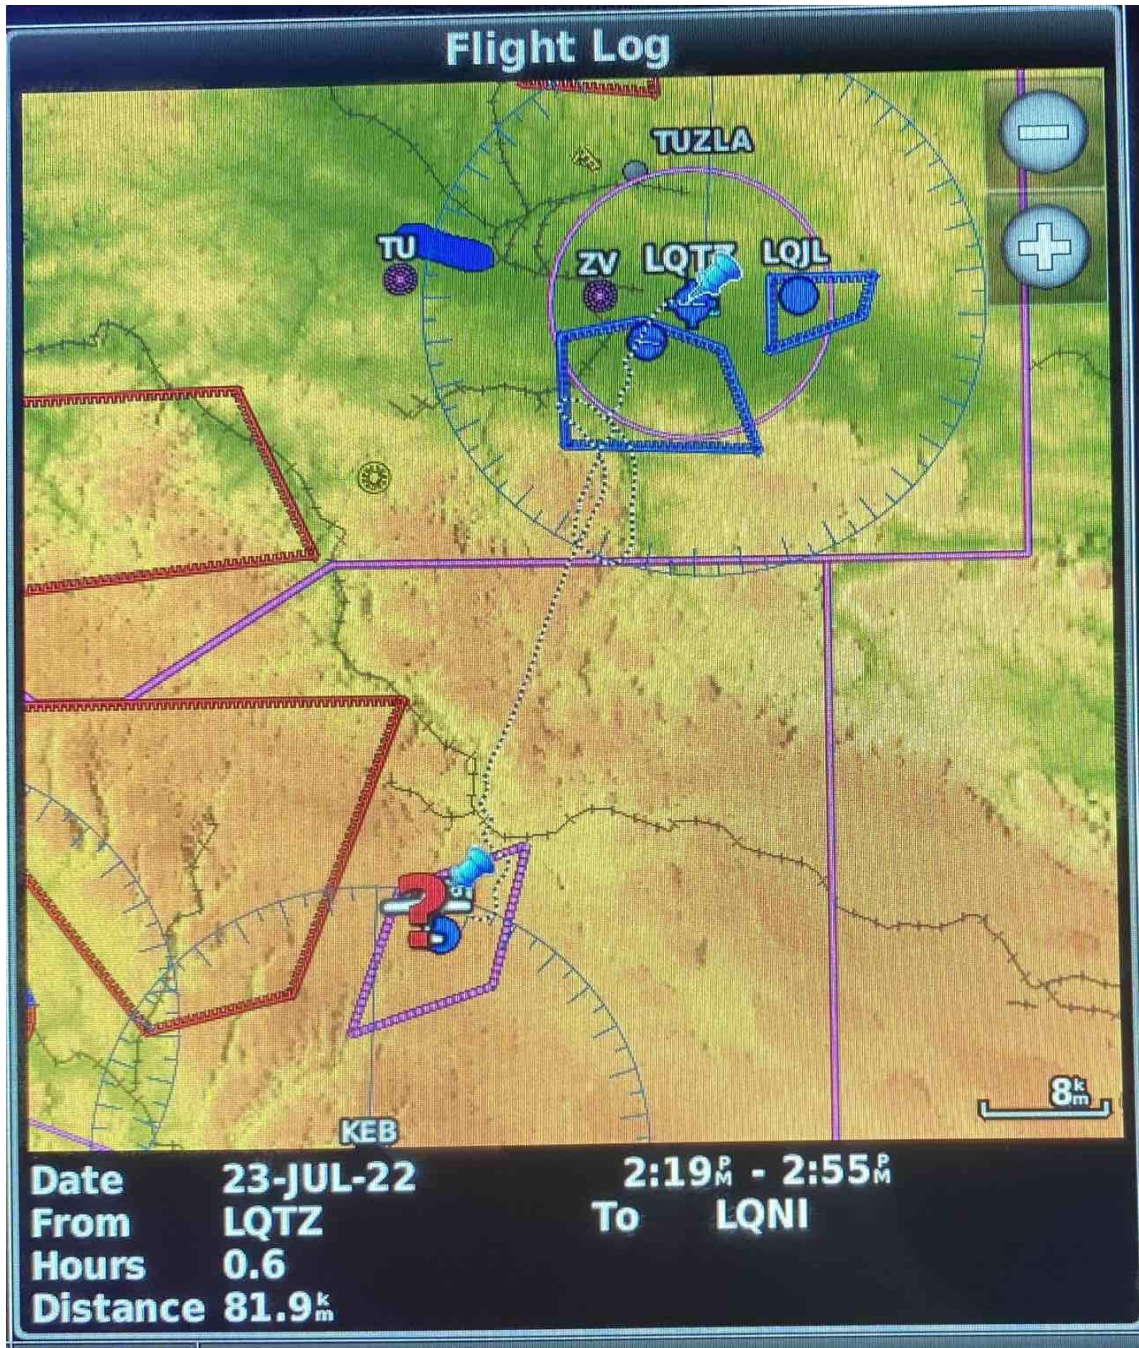 Flight Log
TUZLA
TU
ZV
LQTZ
LQJL
KEB
8km
Date 23-JUL-22 2:19PM - 2:55PM
From LQTZ To LQNI
Hours 0.6
Distance 81.9km